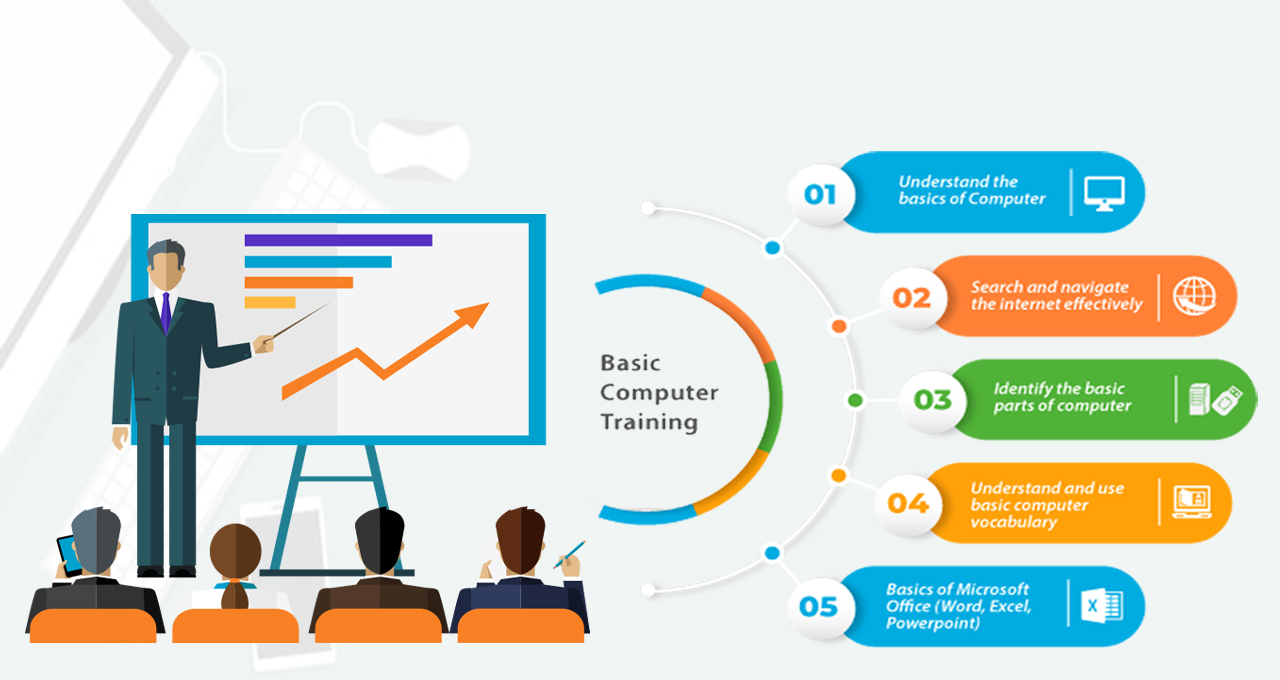 Basic
Computer
Training
01
Understand the
basics of Computer
02
Search and navigate
the internet effectively
03
Identify the basic
parts of computer
04
Understand and use
basic computer
vocabulary
05
Basics of Microsoft
Office (Word, Excel,
Powerpoint)
X